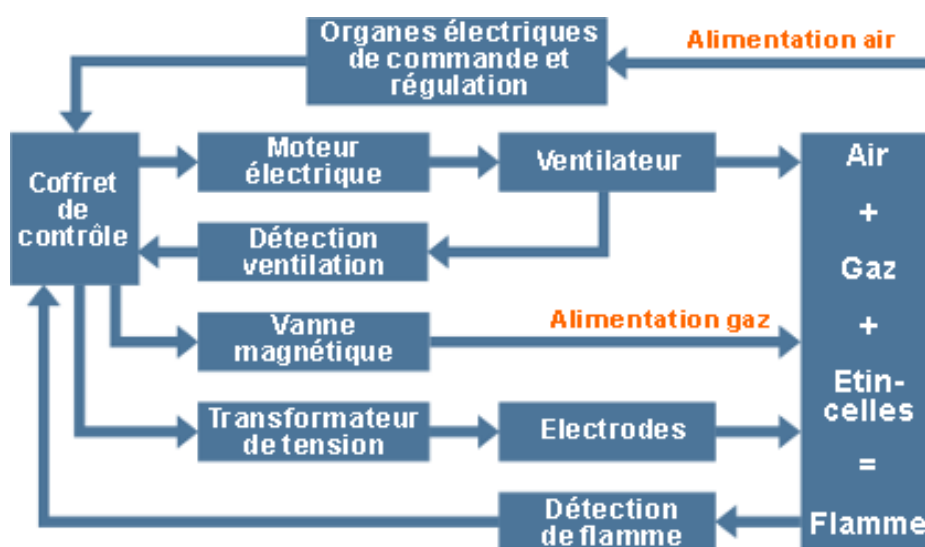 Organes électriques
de commande et
régulation
Alimentation air
Coffret
de
contrôle
Moteur
électrique
Ventilateur
Détection
ventilation
Vanne
magnétique
Alimentation gaz
Transformateur
de tension
Electrodes
Détection
de flamme
Air
+
Gaz
+
Etin-
celles
=
Flamme